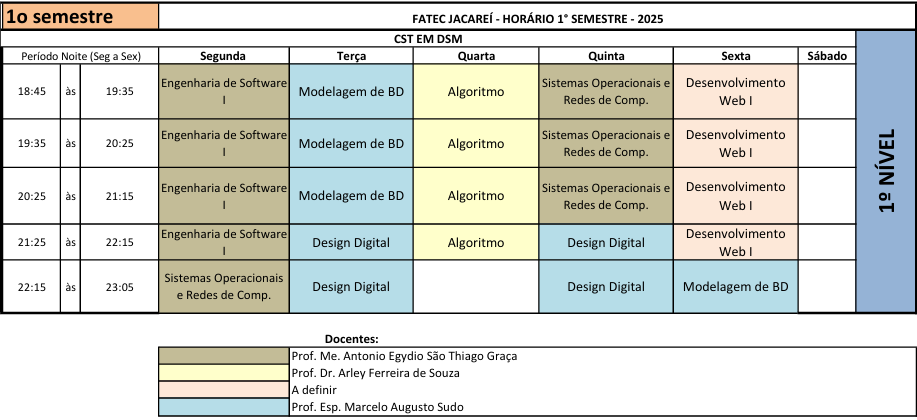 1o semestre
FATEC JACAREÍ - HORÁRIO 1° SEMESTRE - 2025
CST EM DSM
Período Noite (Seg a Sex) Segunda Terça Quarta Quinta Sexta Sábado
18:45 às 19:35 Engenharia de Software I Modelagem de BD Algoritmo Sistemas Operacionais e Redes de Comp. Desenvolvimento Web I
19:35 às 20:25 Engenharia de Software I Modelagem de BD Algoritmo Sistemas Operacionais e Redes de Comp. Desenvolvimento Web I
20:25 às 21:15 Engenharia de Software I Modelagem de BD Algoritmo Sistemas Operacionais e Redes de Comp. Desenvolvimento Web I
21:25 às 22:15 Engenharia de Software I Design Digital Algoritmo Design Digital Desenvolvimento Web I
22:15 às 23:05 Sistemas Operacionais e Redes de Comp. Design Digital Design Digital Modelagem de BD
1º NÍVEL
Docentes:
Prof. Me. Antonio Egydio São Thiago Graça
Prof. Dr. Arley Ferreira de Souza
A definir
Prof. Esp. Marcelo Augusto Sudo